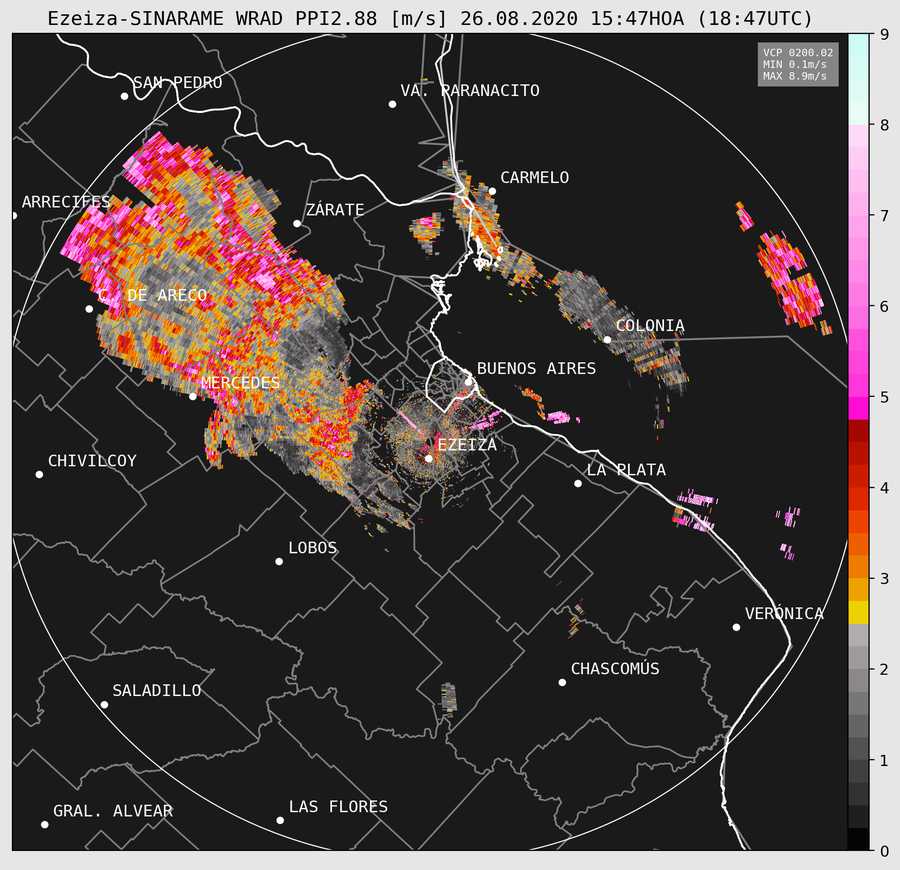 Ezeiza-SINARAME WRAD PPI2.88 [m/s] 26.08.2020 15:47HOA (18:47UTC)
VCP 0200.02
MIN 0.1m/s
MAX 8.9m/s
9
8
7
6
5
4
3
2
1
0
SAN PEDRO
VA. PARANACITO
CARMELO
ARRECIFES
ZÁRATE
C. DE ARECO
COLONIA
BUENOS AIRES
MERCEDES
EZEIZA
CHIVILCOY
LA PLATA
LOBOS
VERÓNICA
CHASCOMÚS
SALADILLO
GRAL. ALVEAR
LAS FLORES